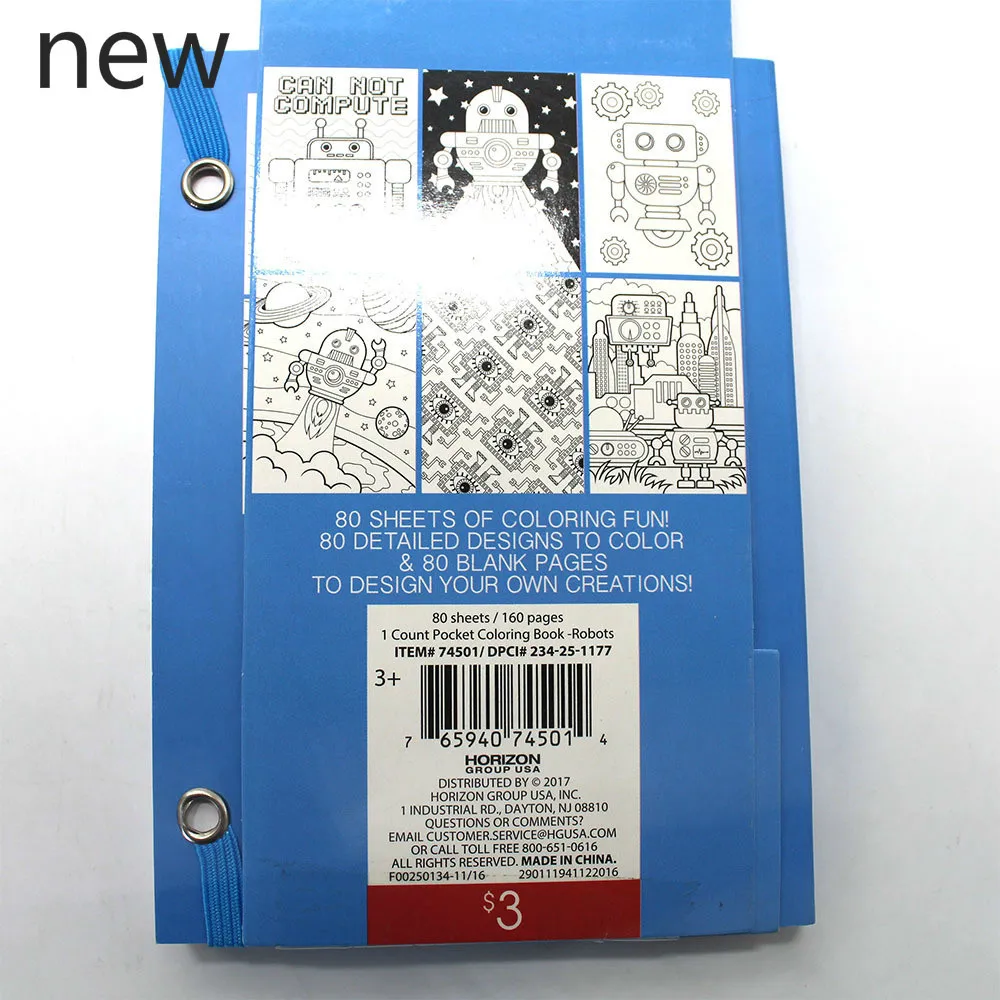 new
CAN NOT
COMPUTE
80 SHEETS OF COLORING FUN!
80 DETAILED DESIGNS TO COLOR
& 80 BLANK PAGES
TO DESIGN YOUR OWN CREATIONS!
80 sheets / 160 pages
1 Count Pocket Coloring Book -Robots
ITEM# 74501/ DPCI# 234-25-1177
3+
7 65940 74501 4
HORIZON
GROUP USA
DISTRIBUTED BY © 2017
HORIZON GROUP USA, INC.
1 INDUSTRIAL RD., DAYTON, NJ 08810
QUESTIONS OR COMMENTS?
EMAIL CUSTOMER.SERVICE@HGUSA.COM
OR CALL TOLL FREE 800-651-0616
ALL RIGHTS RESERVED. MADE IN CHINA.
F00250134-11/16 290111941122016
$3